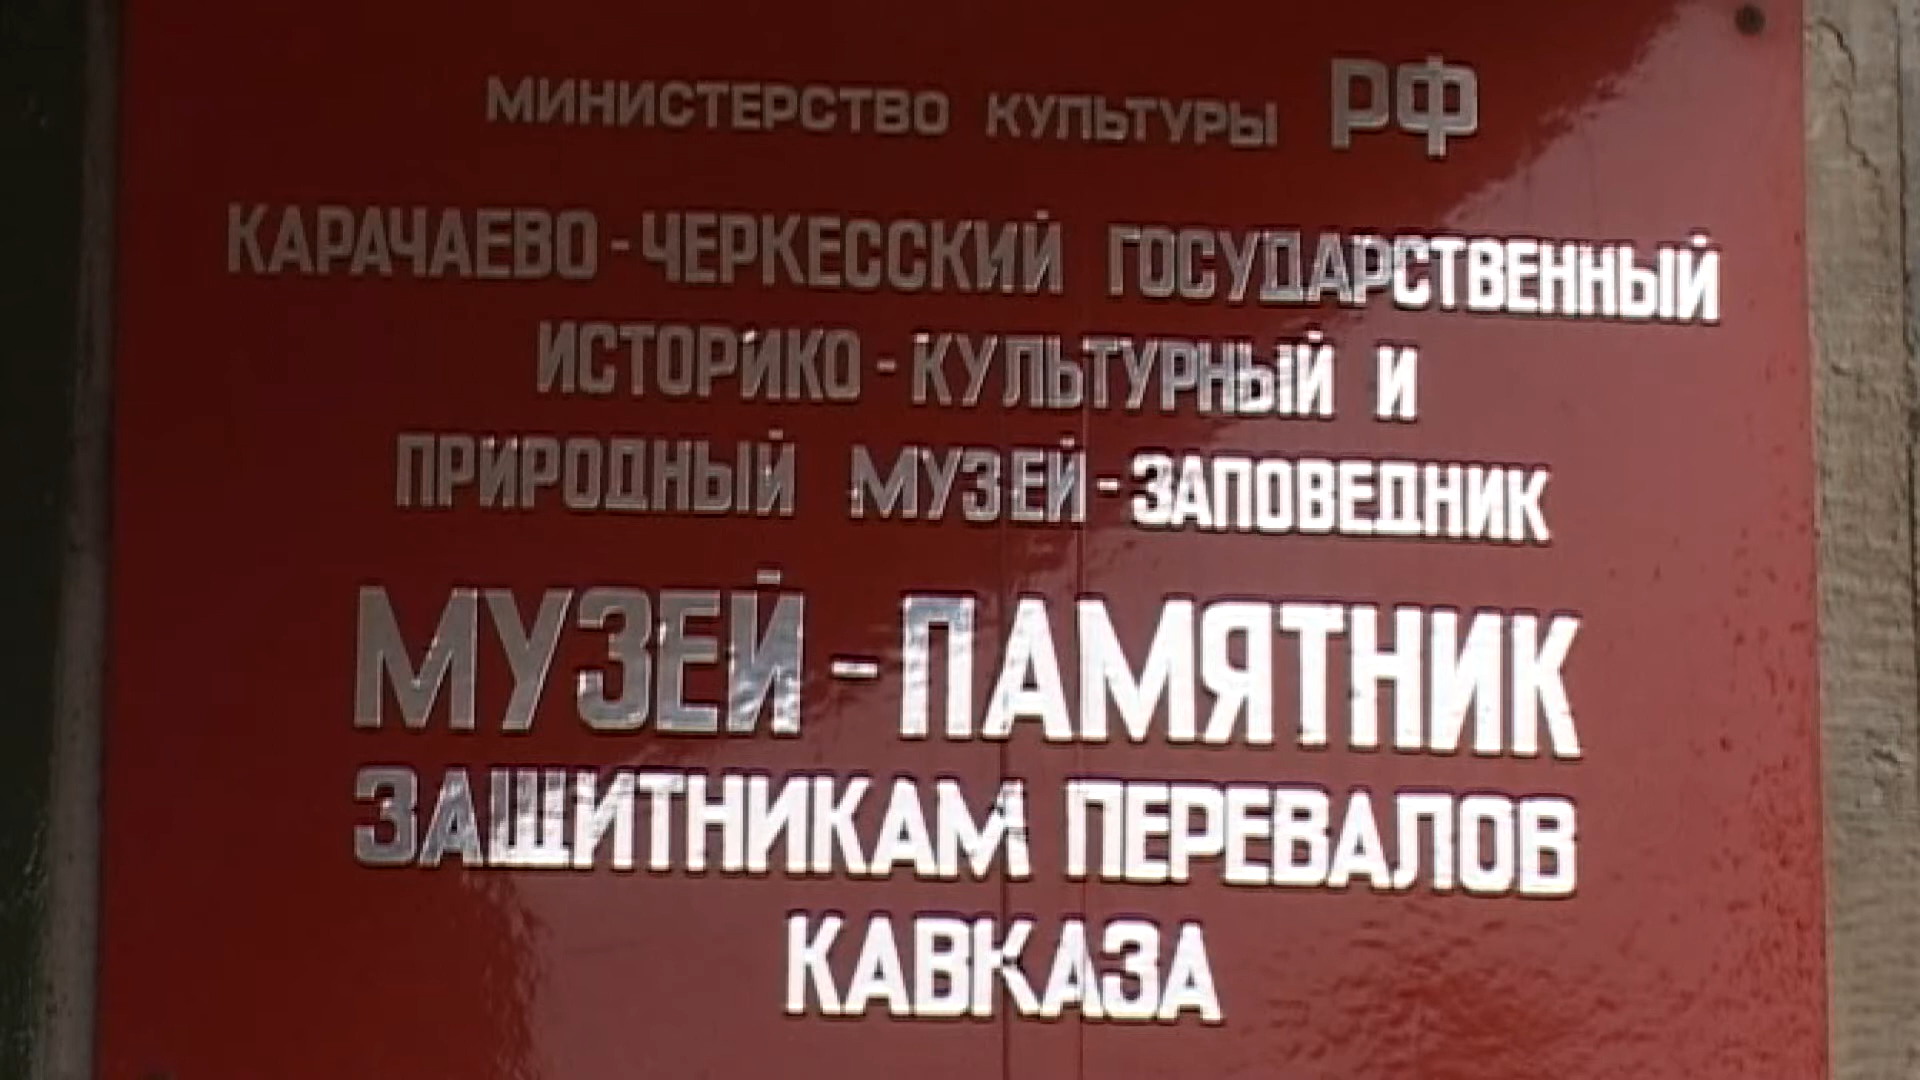 МИНИСТЕРСТВО КУЛЬТУРЫ РФ
КАРАЧАЕВО-ЧЕРКЕССКИЙ ГОСУДАРСТВЕННЫЙ
ИСТОРИКО-КУЛЬТУРНЫЙ И
ПРИРОДНЫЙ МУЗЕЙ-ЗАПОВЕДНИК
МУЗЕЙ-ПАМЯТНИК
ЗАЩИТНИКАМ ПЕРЕВАЛОВ
КАВКАЗА